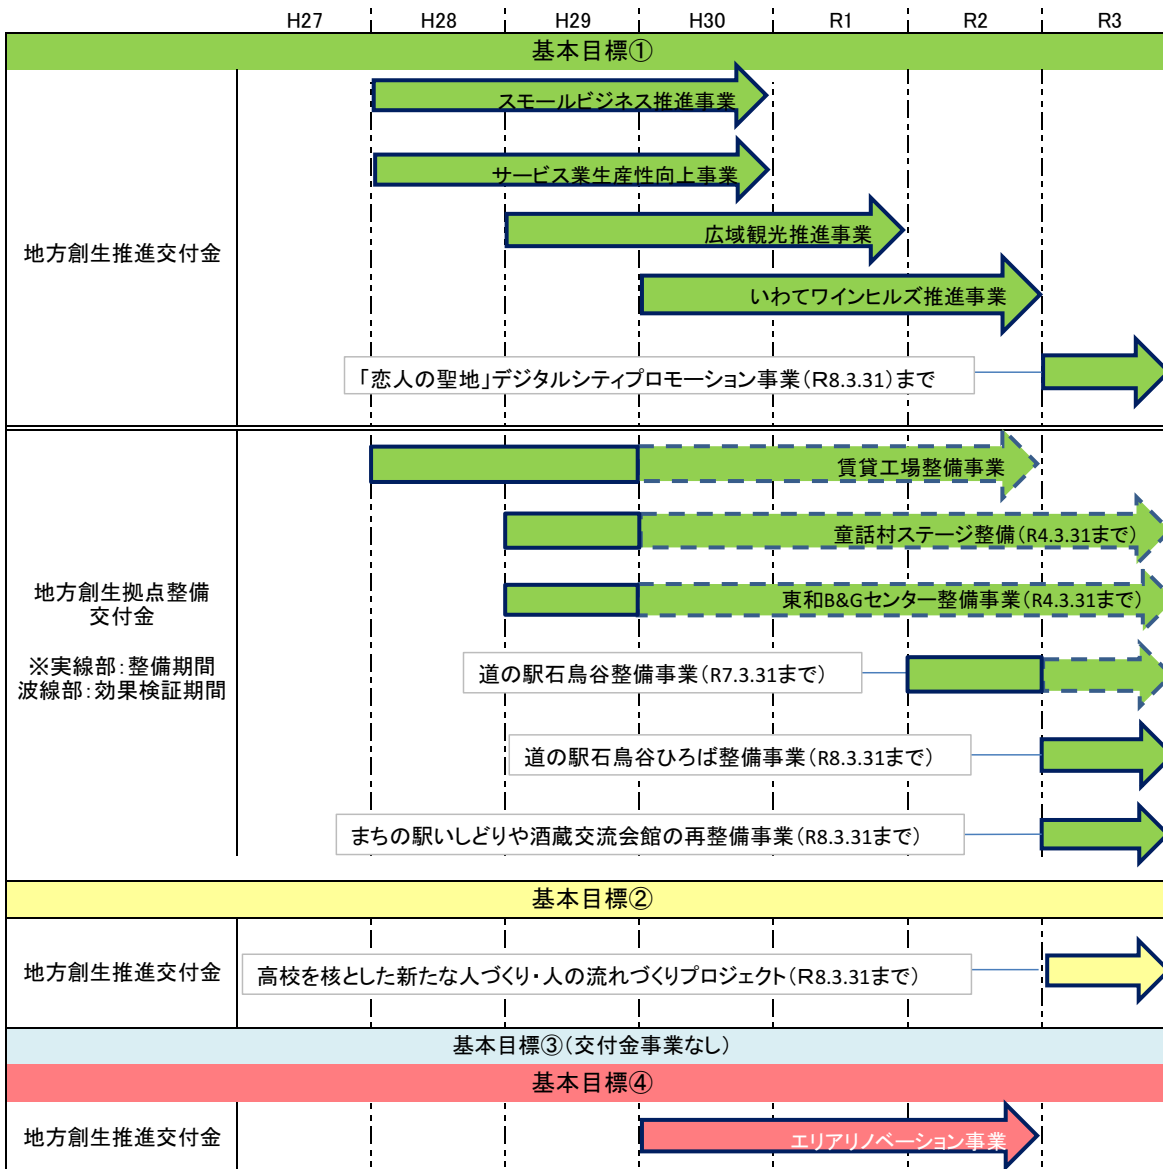 H27 H28 H29 H30 R1 R2 R3
基本目標①
スモールビジネス推進事業
サービス業生産性向上事業
広域観光推進事業
地方創生推進交付金
いわてワインヒルズ推進事業
「恋人の聖地」デジタルシティプロモーション事業(R8.3.31)まで
賃貸工場整備事業
童話村ステージ整備(R4.3.31まで)
東和B&Gセンター整備事業(R4.3.31まで)
地方創生拠点整備
交付金
※実線部:整備期間
波線部:効果検証期間
道の駅石鳥谷整備事業(R7.3.31まで)
道の駅石鳥谷ひろば整備事業(R8.3.31まで)
まちの駅いしどりや酒蔵交流会館の再整備事業(R8.3.31まで)
基本目標②
地方創生推進交付金
高校を核とした新たな人づくり・人の流れづくりプロジェクト(R8.3.31まで)
基本目標③(交付金事業なし)
基本目標④
地方創生推進交付金
エリアリノベーション事業